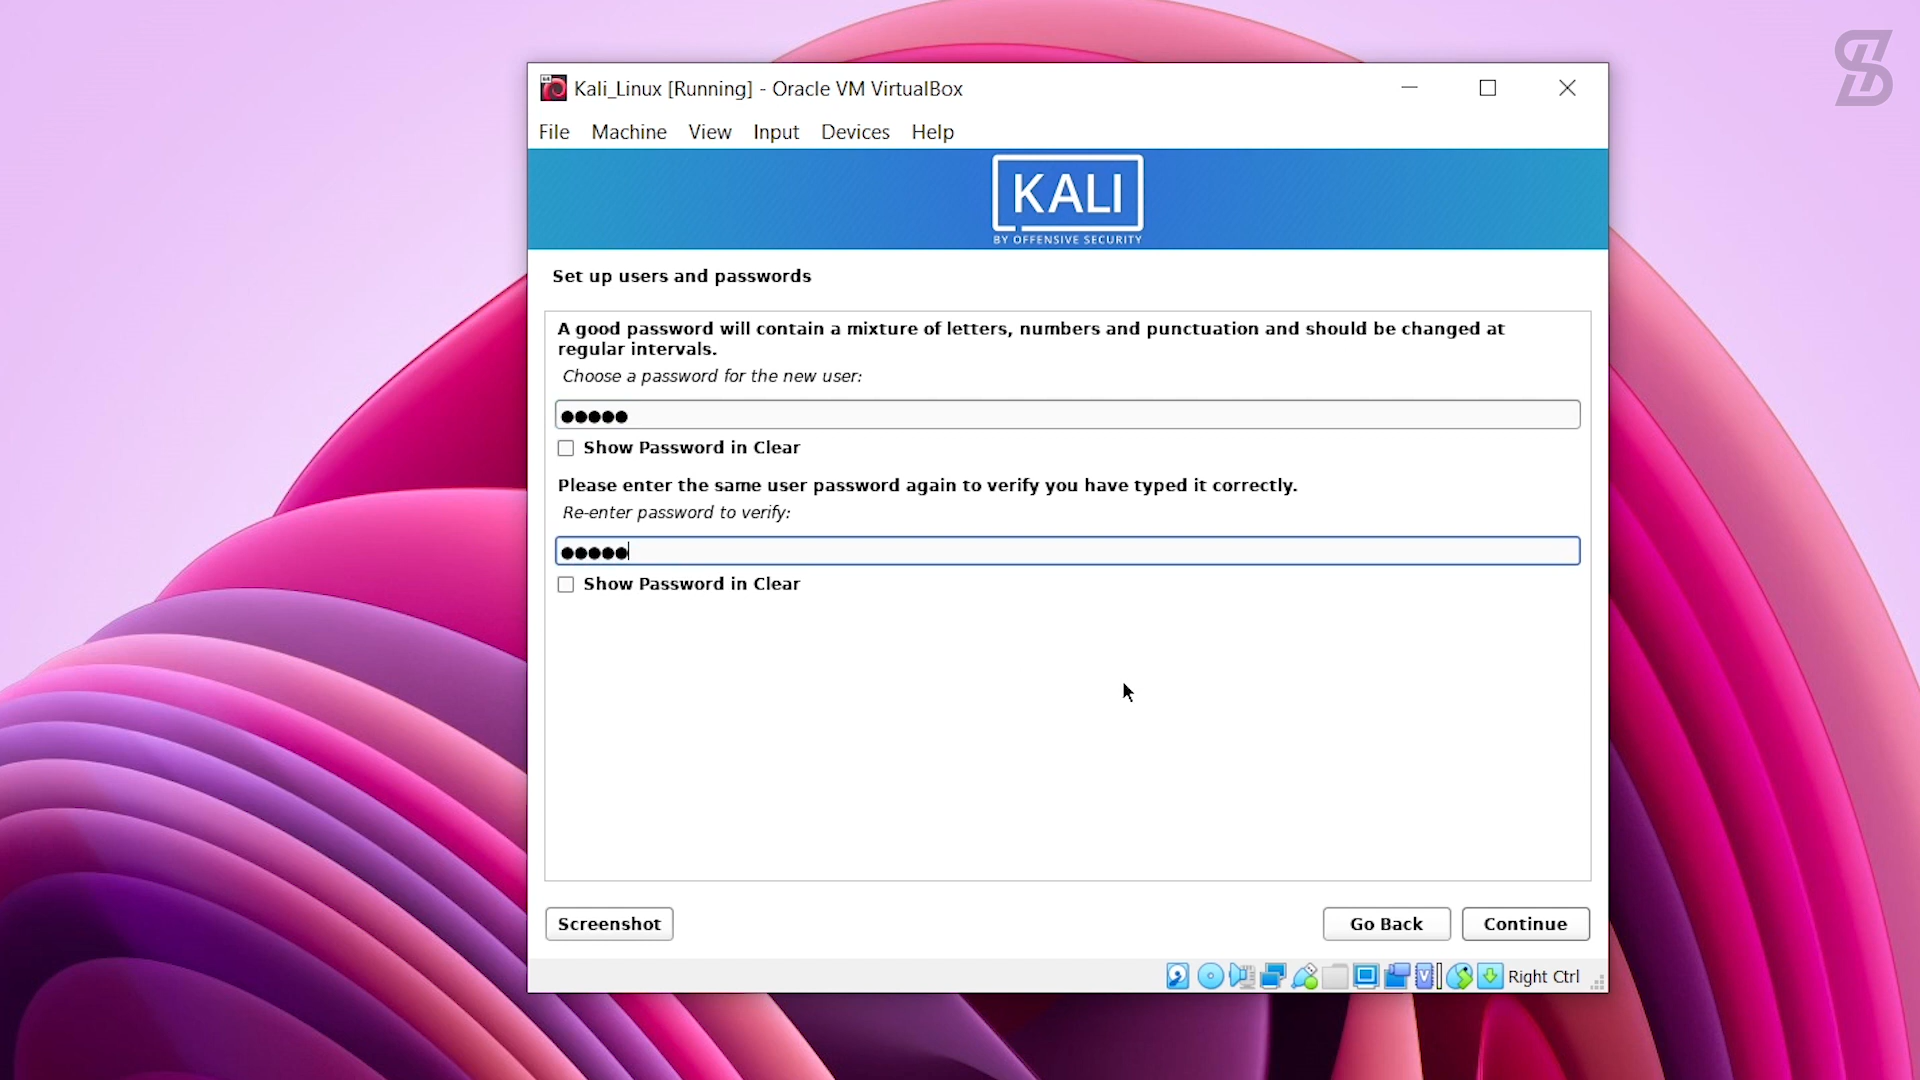 Kali_Linux [Running] - Oracle VM VirtualBox
File Machine View Input Devices Help
KALI
BY OFFENSIVE SECURITY
Set up users and passwords
A good password will contain a mixture of letters, numbers and punctuation and should be changed at
regular intervals.
Choose a password for the new user:
●●●●●
Show Password in Clear
Please enter the same user password again to verify you have typed it correctly.
Re-enter password to verify:
●●●●●
Show Password in Clear
Screenshot Go Back Continue
Right Ctrl